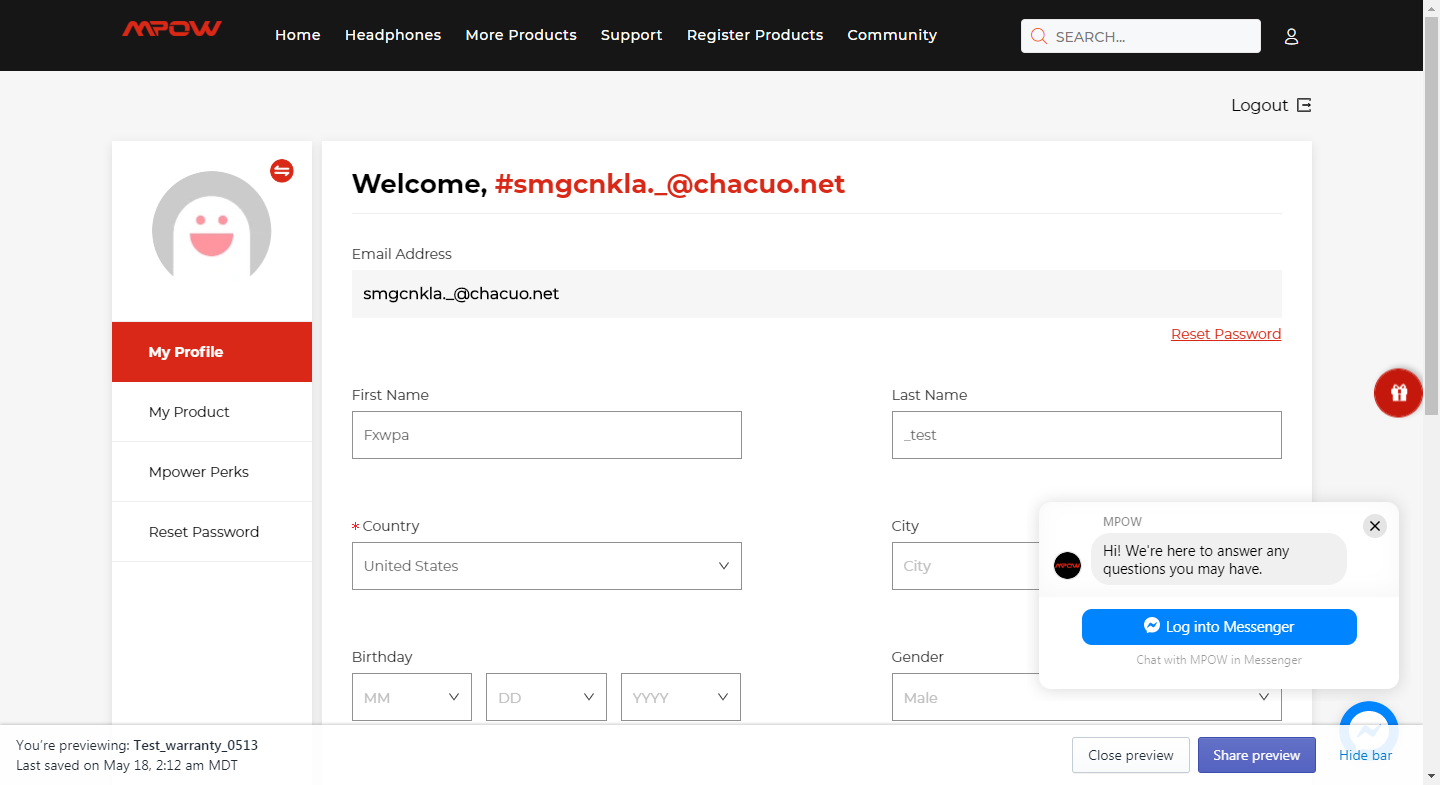 MPOW
Home Headphones More Products Support Register Products Community
SEARCH...
Logout
Welcome, #smgcnkla._@chacuo.net
Email Address
smgcnkla._@chacuo.net
Reset Password
My Profile
My Product
Mpower Perks
Reset Password
First Name
Fxwpa
Last Name
_test
* Country
United States
City
City
Birthday
MM DD YYYY
Gender
Male
MPOW
MPOW
Hi! We're here to answer any
questions you may have.
Log into Messenger
Chat with MPOW in Messenger
You're previewing: Test_warranty_0513
Last saved on May 18, 2:12 am MDT
Close preview
Share preview
Hide bar